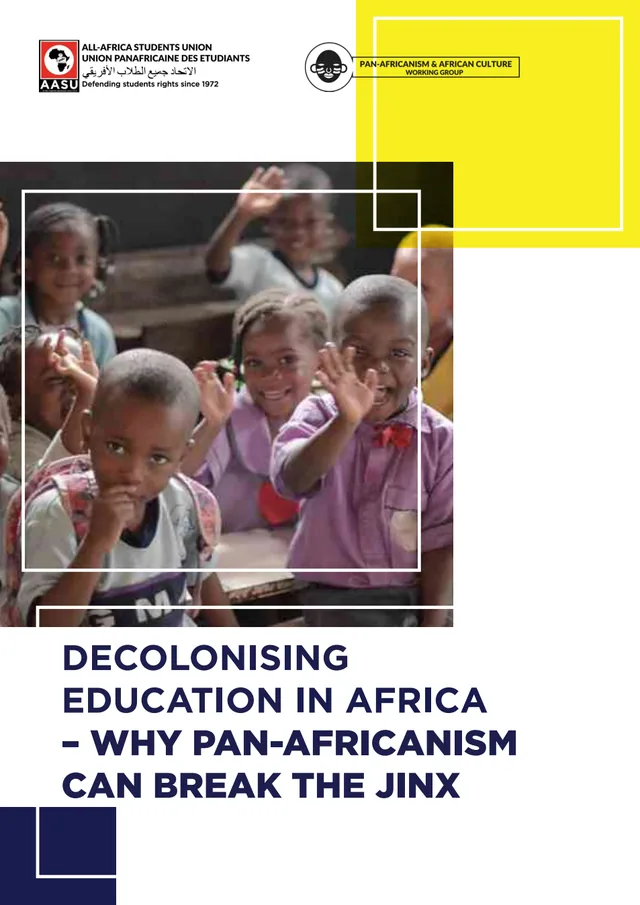 ALL-AFRICA STUDENTS UNION
UNION PANAFRICAINE DES ETUDIANTS
الاتحاد جميع الطلاب الأفريقي
AASU
Defending students rights since 1972
PAN-AFRICANISM & AFRICAN CULTURE
WORKING GROUP
G M
DECOLONISING
EDUCATION IN AFRICA
– WHY PAN-AFRICANISM
CAN BREAK THE JINX